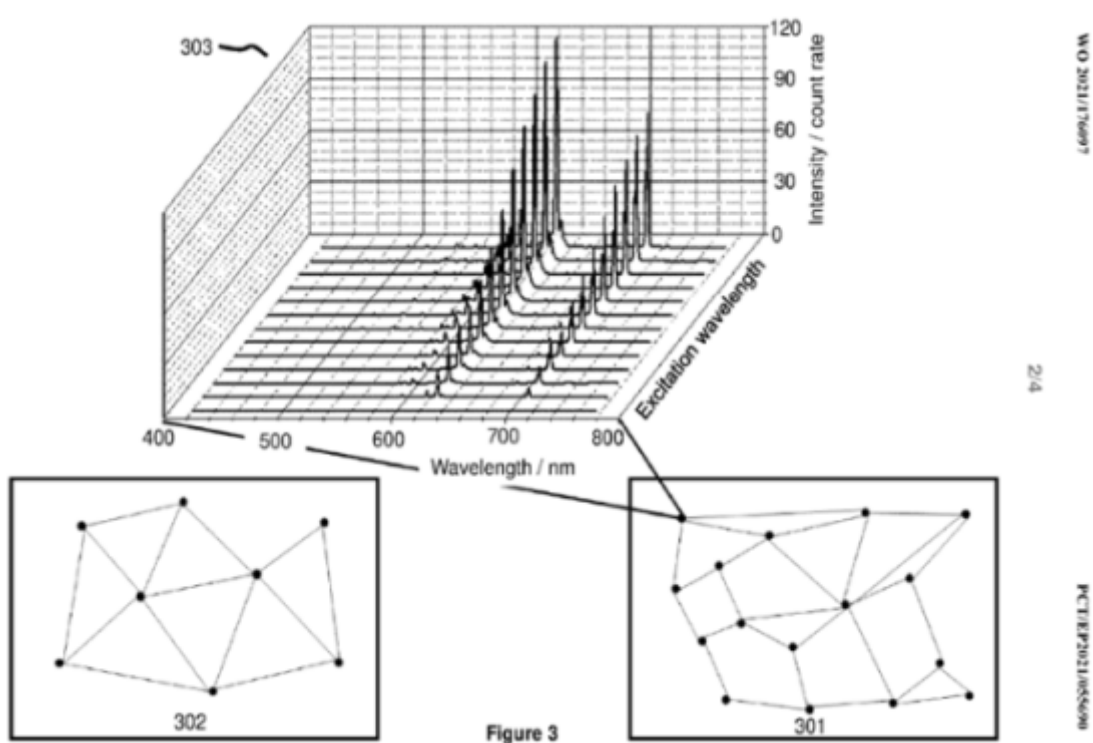 303
120
90
60
30
0
Intensity / count rate
Excitation wavelength
400
500
600
700
800
Wavelength / nm
302
301
Figure 3
WO 2021/176097
2/4
PCT/EP2021/055690